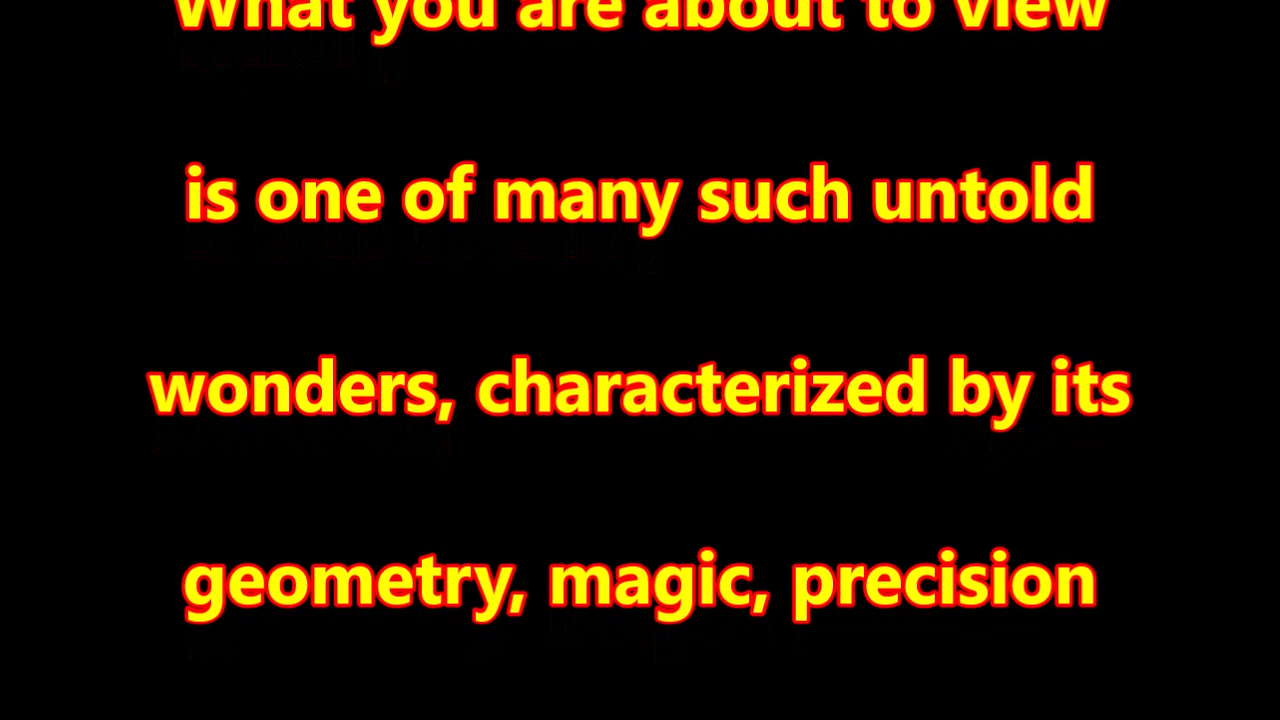 What you are about to view
is one of many such untold
wonders, characterized by its
geometry, magic, precision